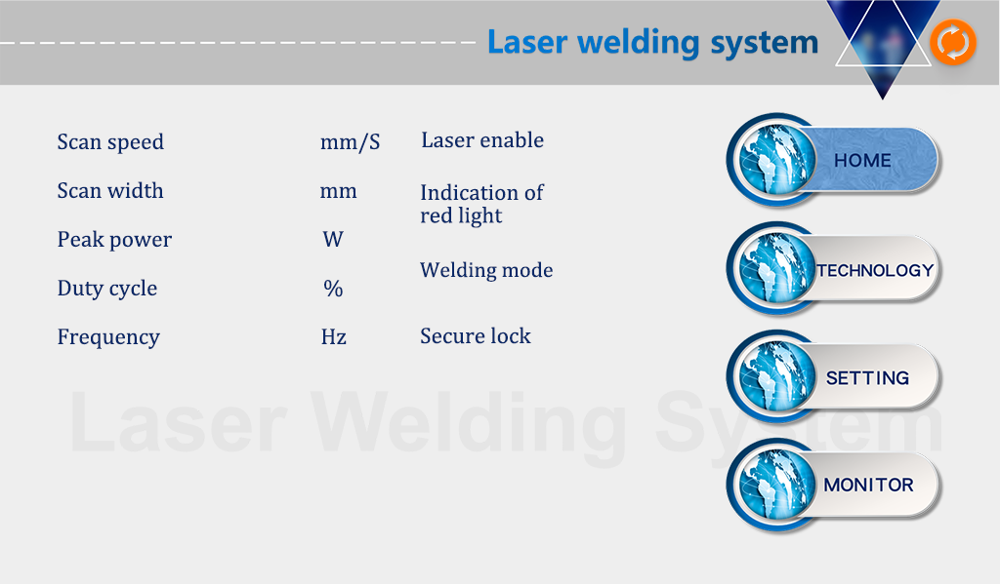 Laser welding system
Scan speed mm/S
Scan width mm
Peak power W
Duty cycle %
Frequency Hz
Laser enable
Indication of
red light
Welding mode
Secure lock
HOME
TECHNOLOGY
SETTING
MONITOR
Laser Welding System